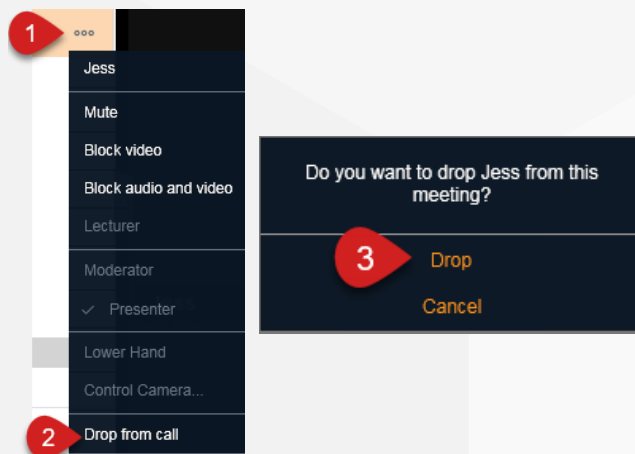 1
Jess
Mute
Block video
Block audio and video
Lecturer
Moderator
✓ Presenter
Lower Hand
Control Camera...
2
Drop from call
Do you want to drop Jess from this
meeting?
3
Drop
Cancel